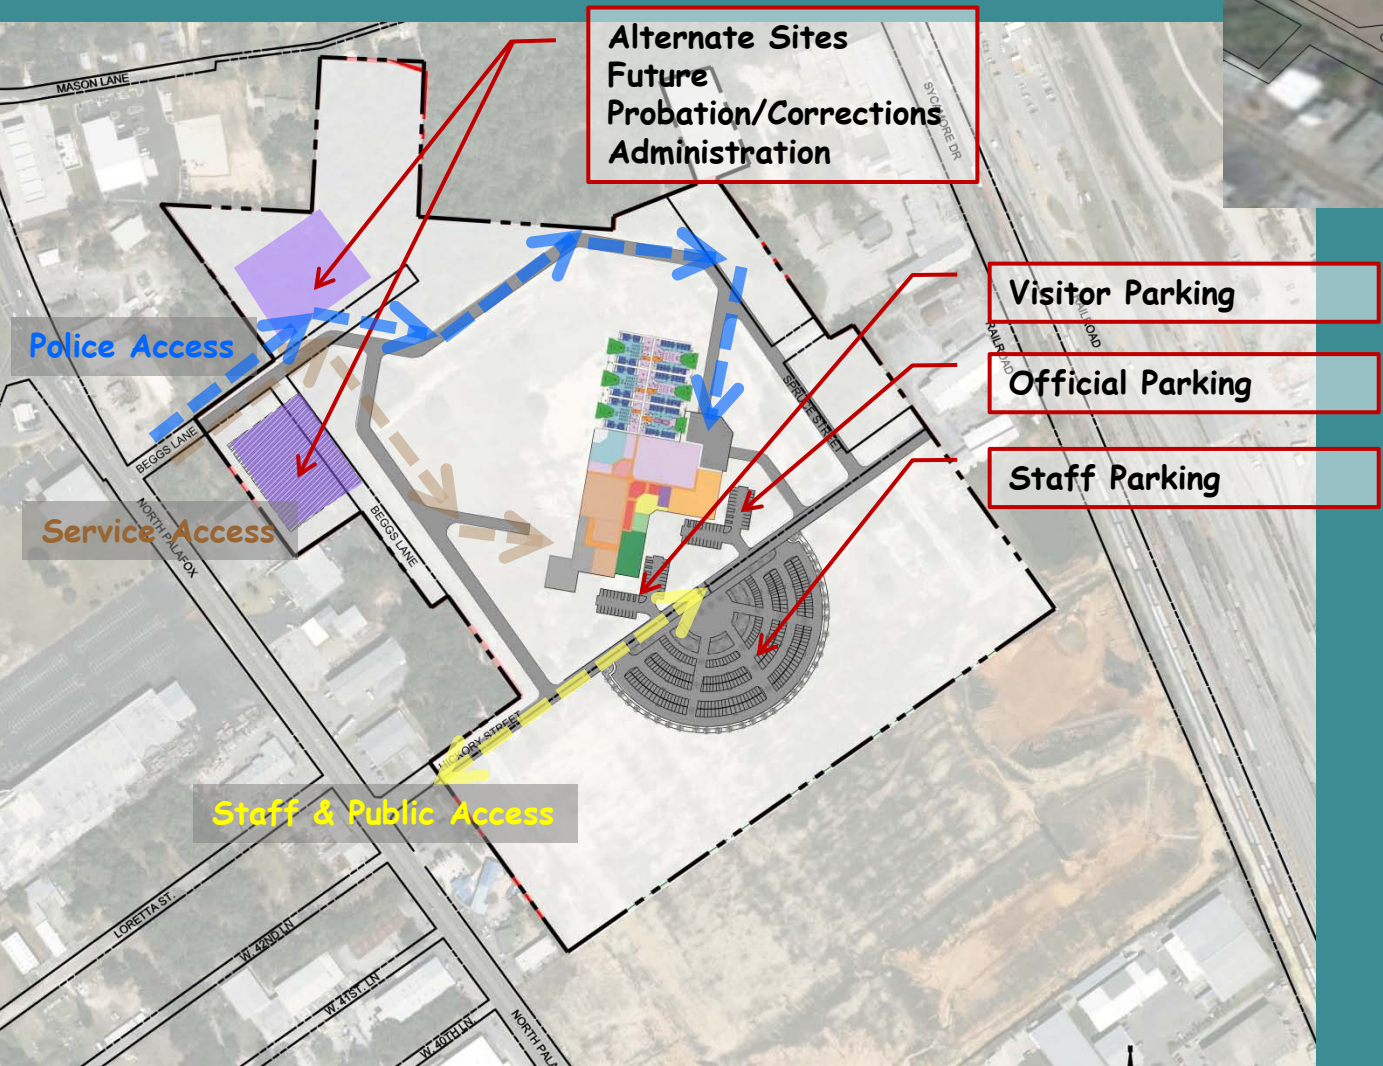 Alternate Sites
Future
Probation/Corrections
Administration
MASON LANE
SYCAMORE DR
Visitor Parking
RAILROAD
RAILROAD
Police Access
Official Parking
SPRUCE STREET
BEGGS LANE
Staff Parking
Service Access
NORTH PALAFOX
BEGGS LANE
HICKORY STREET
Staff & Public Access
LORETTA ST.
W. 42ND LN
W. 41ST. LN
W. 40TH LN
NORTH PALA